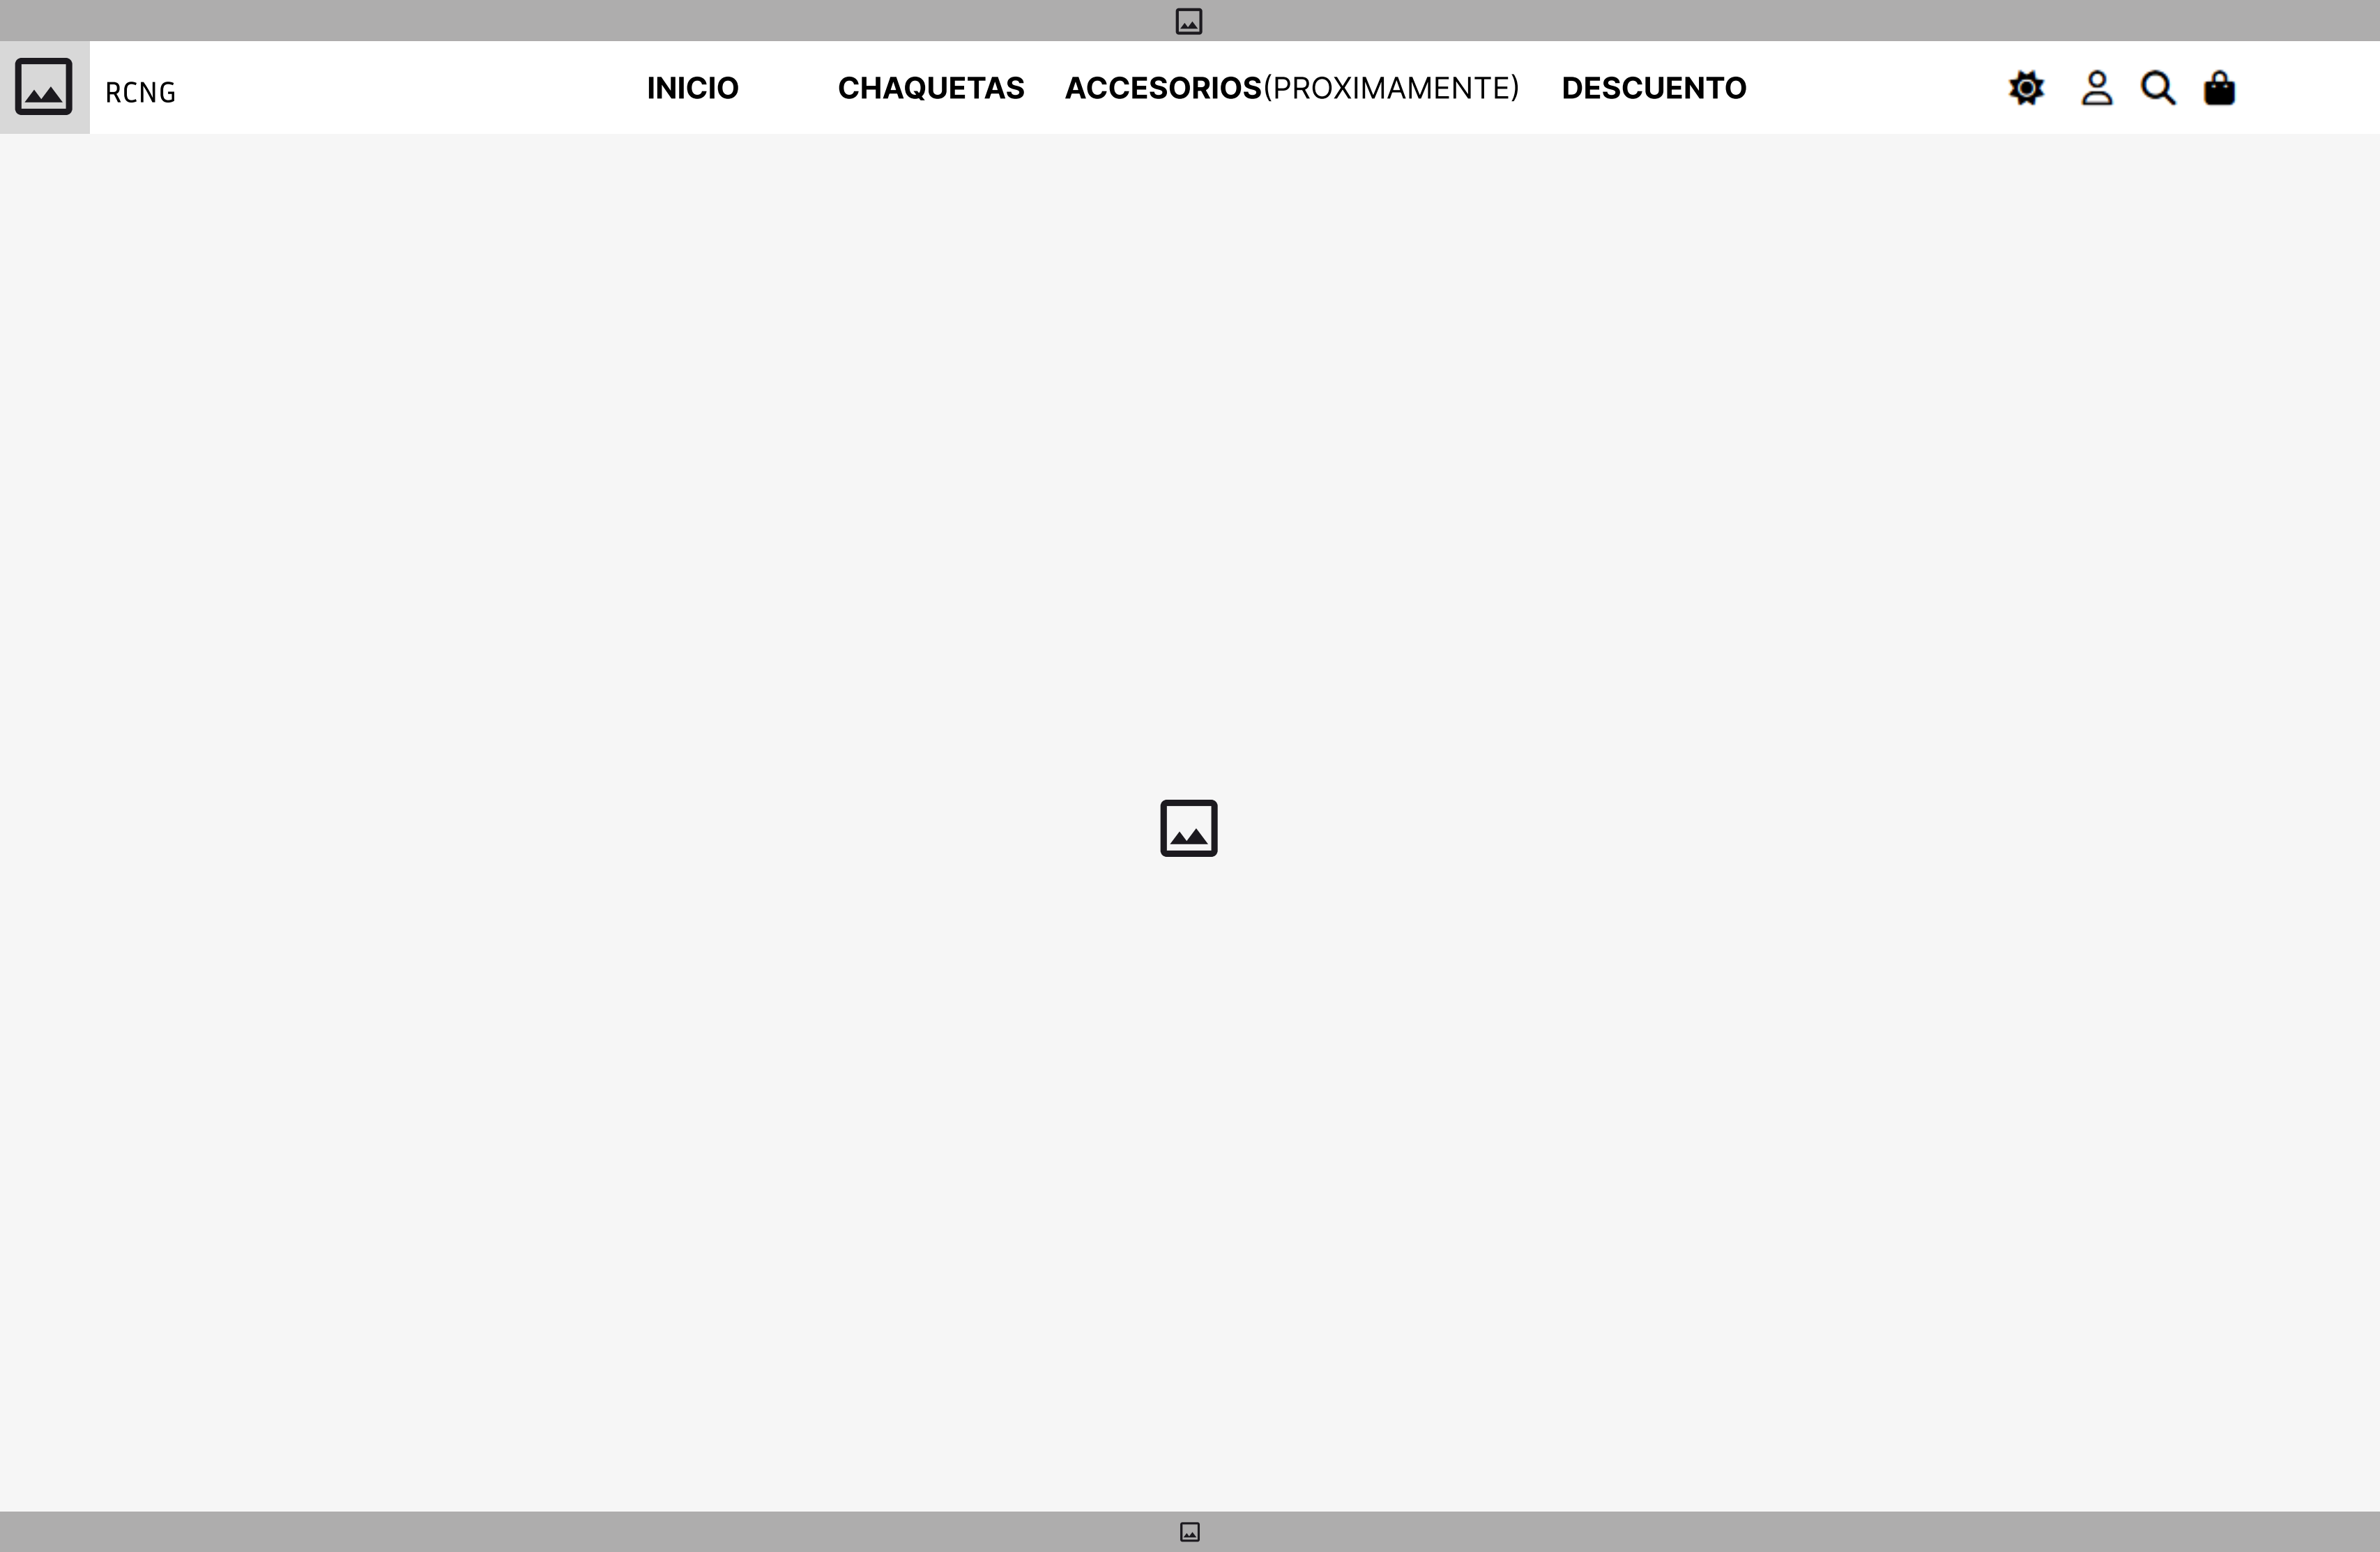 RCNG
INICIO
CHAQUETAS
ACCESORIOS(PROXIMAMENTE)
DESCUENTO